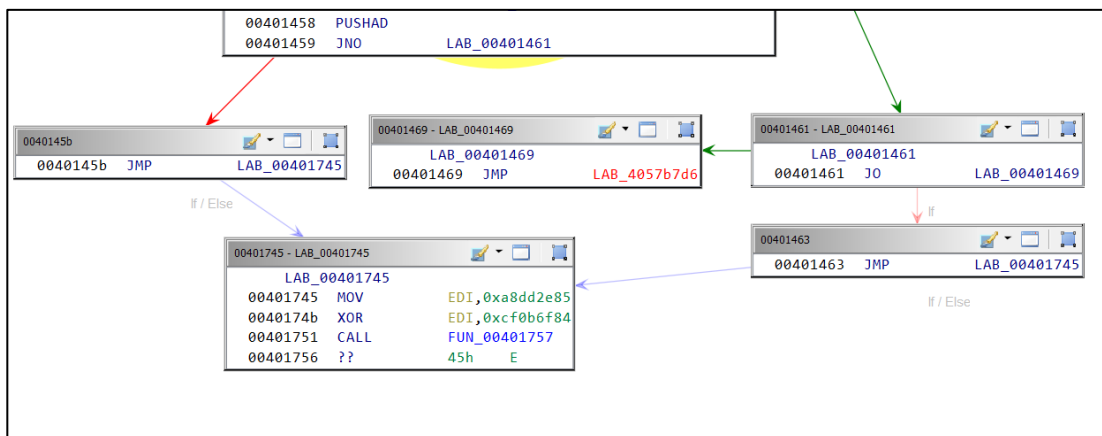 00401458 PUSHAD
00401459 JNO LAB_00401461
0040145b
0040145b JMP LAB_00401745
00401469 - LAB_00401469
LAB_00401469
00401469 JMP LAB_4057b7d6
00401461 - LAB_00401461
LAB_00401461
00401461 JO LAB_00401469
If / Else
If
00401745 - LAB_00401745
LAB_00401745
00401745 MOV EDI,0xa8dd2e85
0040174b XOR EDI,0xcf0b6f84
00401751 CALL FUN_00401757
00401756 ?? 45h E
00401463
00401463 JMP LAB_00401745
If / Else